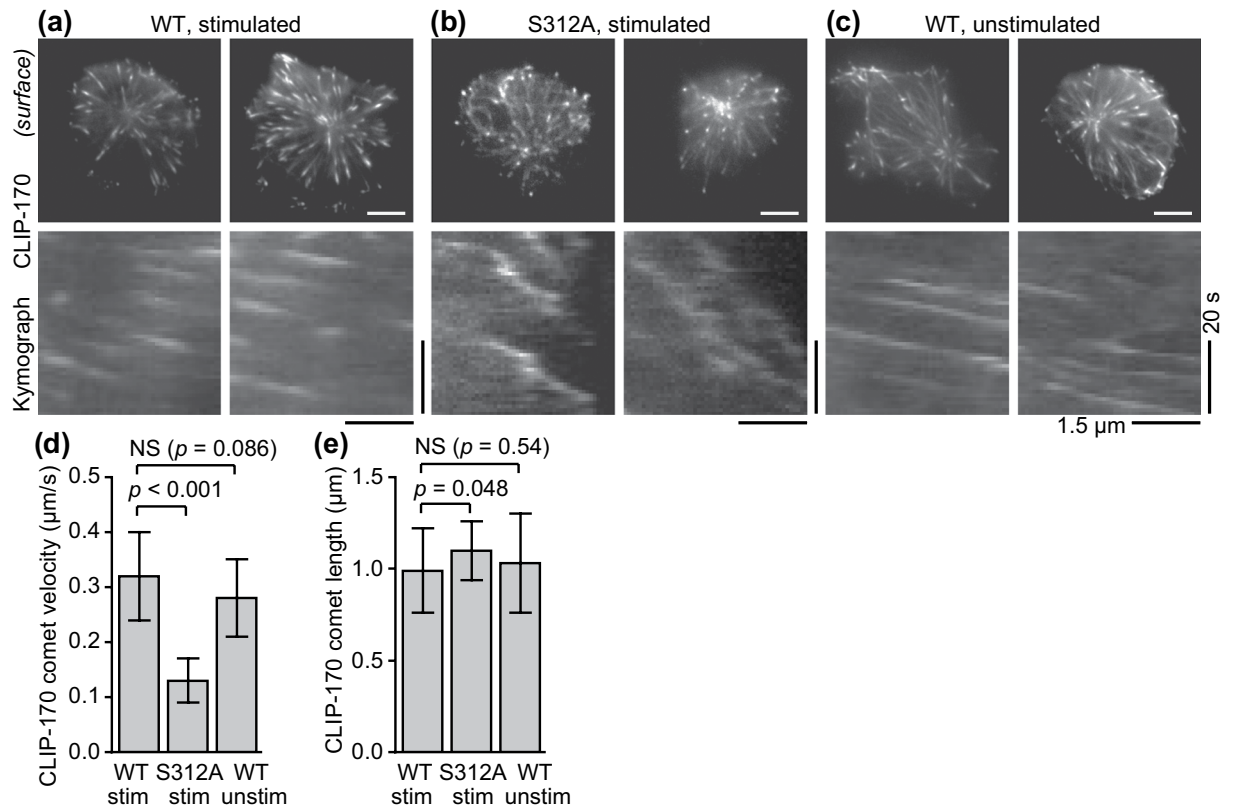 (a) WT, stimulated
(b) S312A, stimulated
(c) WT, unstimulated
Kymograph CLIP-170 (surface)
20 s
1.5 µm
(d)
NS (p = 0.086)
p < 0.001
CLIP-170 comet velocity (µm/s)
0.5
0.4
0.3
0.2
0.1
0.0
WT S312A WT
stim stim unstim
(e)
NS (p = 0.54)
p = 0.048
CLIP-170 comet length (µm)
1.5
1.0
0.5
0.0
WT S312A WT
stim stim unstim